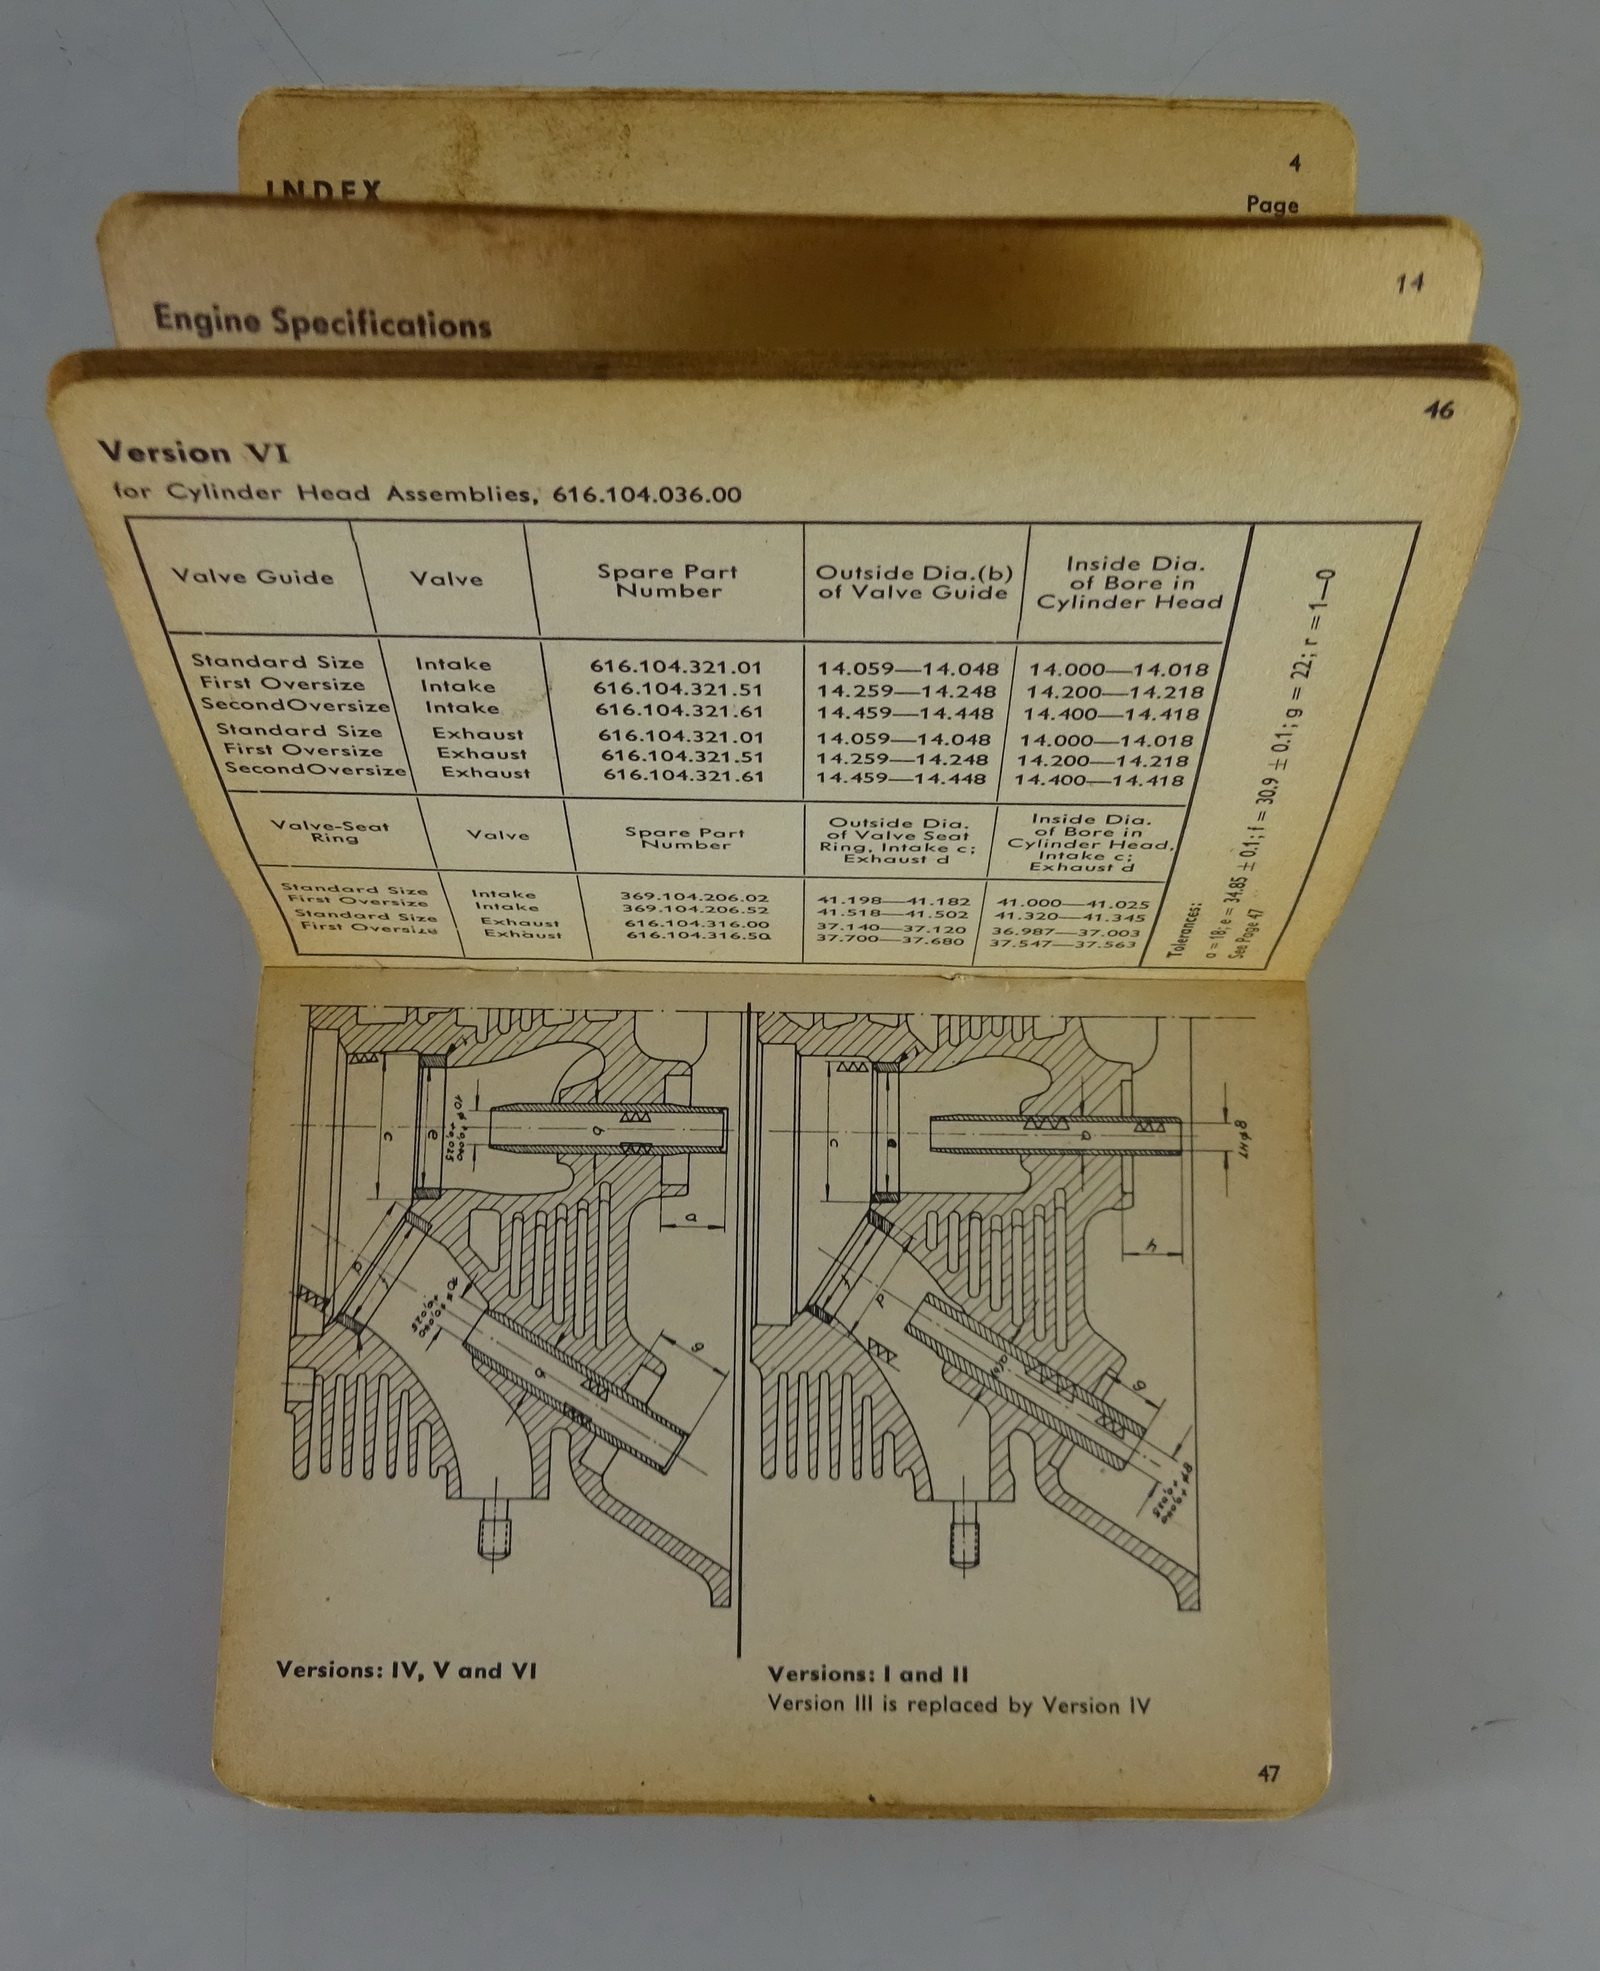 4
INDEX
Page
14
Engine Specifications
46
Version VI
for Cylinder Head Assemblies, 616.104.036.00
Valve Guide Valve Spare Part Number Outside Dia.(b) of Valve Guide Inside Dia. of Bore in Cylinder Head
Standard Size Intake 616.104.321.01 14.059—14.048 14.000—14.018
First Oversize Intake 616.104.321.51 14.259—14.248 14.200—14.218
SecondOversize Intake 616.104.321.61 14.459—14.448 14.400—14.418
Standard Size Exhaust 616.104.321.01 14.059—14.048 14.000—14.018
First Oversize Exhaust 616.104.321.51 14.259—14.248 14.200—14.218
SecondOversize Exhaust 616.104.321.61 14.459—14.448 14.400—14.418
Valve-Seat Ring Valve Spare Part Number Outside Dia. of Valve Seat Ring, Intake c; Exhaust d Inside Dia. of Bore in Cylinder Head, Intake c; Exhaust d
Standard Size Intake 369.104.206.02 41.198—41.182 41.000—41.025
First Oversize Intake 369.104.206.52 41.518—41.502 41.320—41.345
Standard Size Exhaust 616.104.316.00 37.140—37.120 36.987—37.003
First Oversize Exhaust 616.104.316.50 37.700—37.680 37.547—37.563
Tolerances:
a = 18; e = 34.85 ± 0.1; f = 30.9 ± 0.1; g = 22; r = 1—0
See Page 47
c
e
b
a
d
g
c
e
h
f
d
g
Versions: IV, V and VI
Versions: I and II
Version III is replaced by Version IV
47